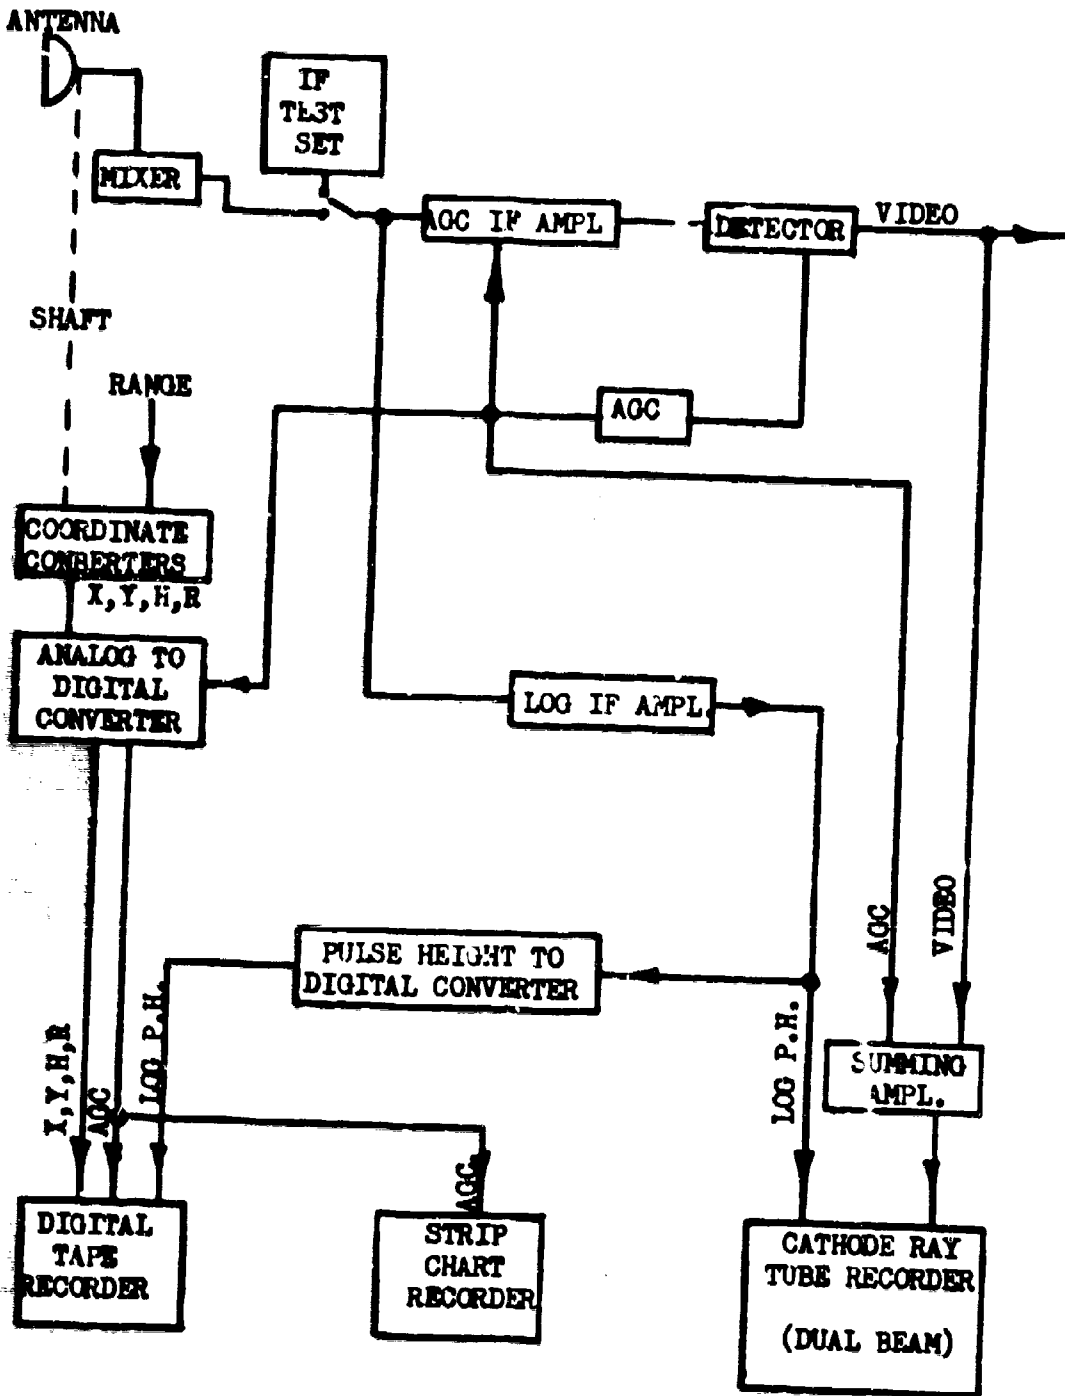 ANTENNA
IF
TEST
SET
MIXER
AGC IF AMPL
DETECTOR
VIDEO
SHAFT
RANGE
AGC
COORDINATE
CONBERTERS
X,Y,H,R
ANALOG TO
DIGITAL
CONVERTER
LOG IF AMPL.
AGC
VIDEO
PULSE HEIGHT TO
DIGITAL CONVERTER
X,Y,H,R
AGC
LOG P.H.
LOG P.H.
SUMMING
AMPL.
AGC
DIGITAL
TAPE
RECORDER
STRIP
CHART
RECORDER
CATHODE RAY
TUBE RECORDER
(DUAL BEAM)